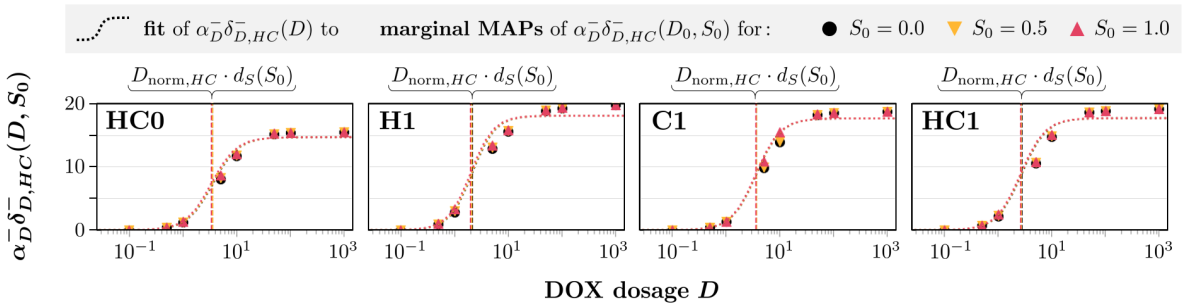 fit of α_D^- δ_{D,HC}^-(D) to marginal MAPs of α_D^- δ_{D,HC}^-(D_0, S_0) for: S_0 = 0.0 S_0 = 0.5 S_0 = 1.0
D_{norm,HC} · d_S(S_0) D_{norm,HC} · d_S(S_0) D_{norm,HC} · d_S(S_0) D_{norm,HC} · d_S(S_0)
α_D^- δ_{D,HC}^-(D, S_0)
20
10
0
HC0 H1 C1 HC1
10^{-1} 10^1 10^3 10^{-1} 10^1 10^3 10^{-1} 10^1 10^3 10^{-1} 10^1 10^3
DOX dosage D